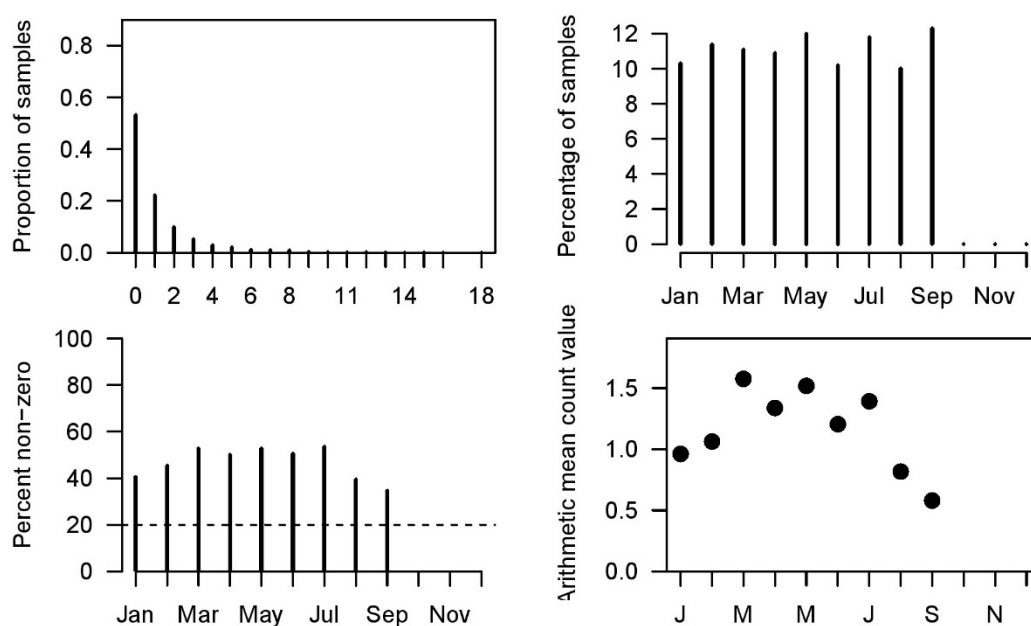 Proportion of samples
0.8
0.6
0.4
0.2
0.0
0 2 4 6 8 11 14 18
Percentage of samples
12
10
8
6
4
2
0
Jan Mar May Jul Sep Nov
Percent non-zero
100
80
60
40
20
0
Jan Mar May Jul Sep Nov
Arithmetic mean count value
1.5
1.0
0.5
0.0
J M M J S N